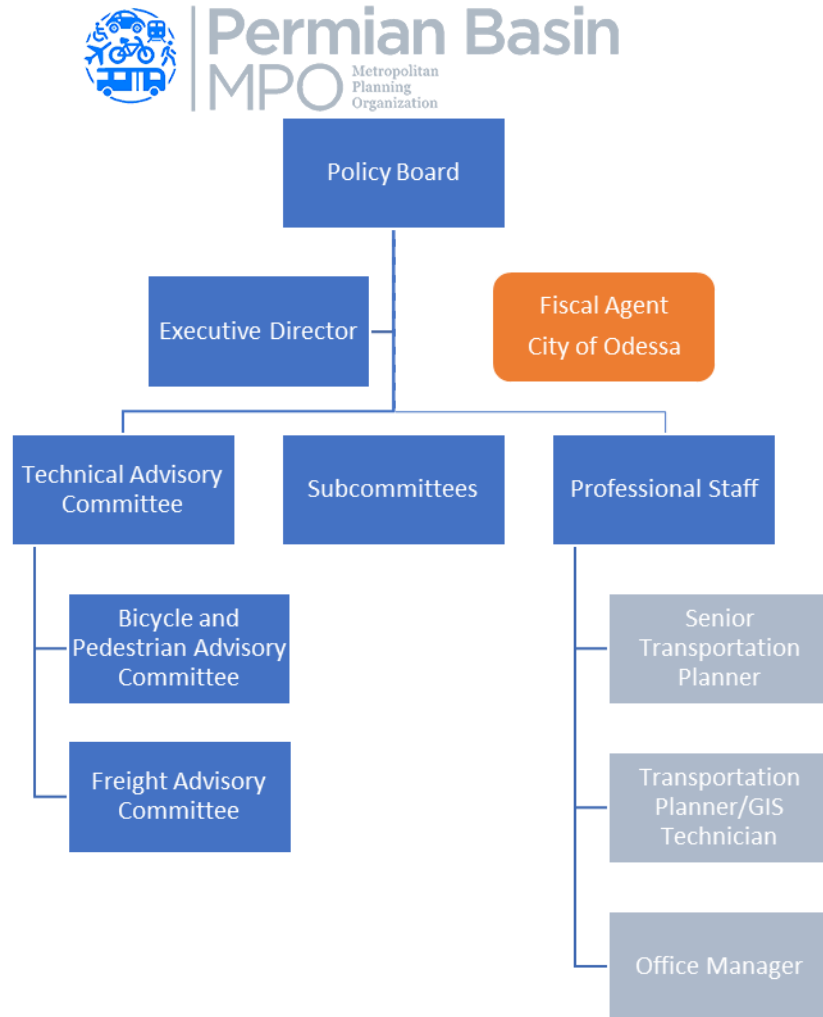 Permian Basin
MPO
Metropolitan
Planning
Organization
Policy Board
Executive Director
Fiscal Agent
City of Odessa
Technical Advisory
Committee
Subcommittees
Professional Staff
Bicycle and
Pedestrian Advisory
Committee
Freight Advisory
Committee
Senior
Transportation
Planner
Transportation
Planner/GIS
Technician
Office Manager